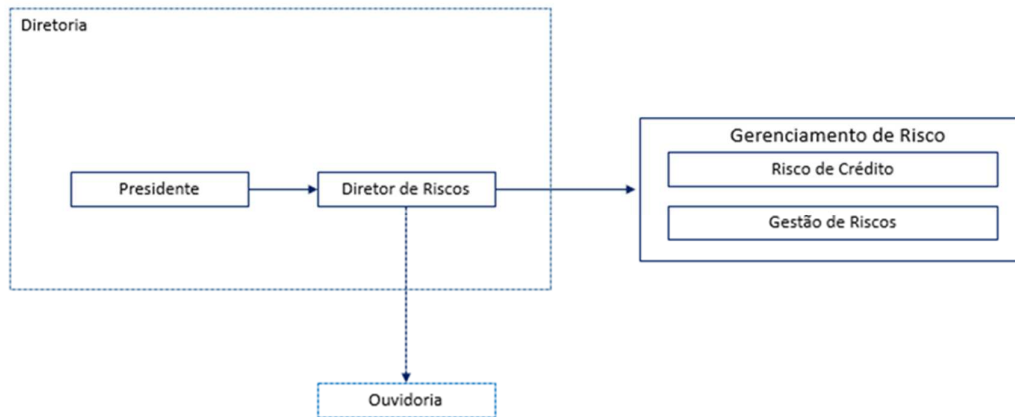 Diretoria
Gerenciamento de Risco
Risco de Crédito
Presidente
Diretor de Riscos
Gestão de Riscos
Ouvidoria